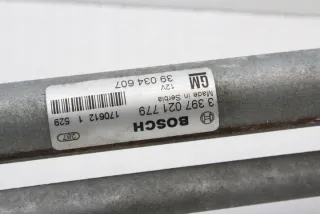 BOSCH
3 397 021 779
Made in Serbia
GM
12V
39 034 607
170612 1 529